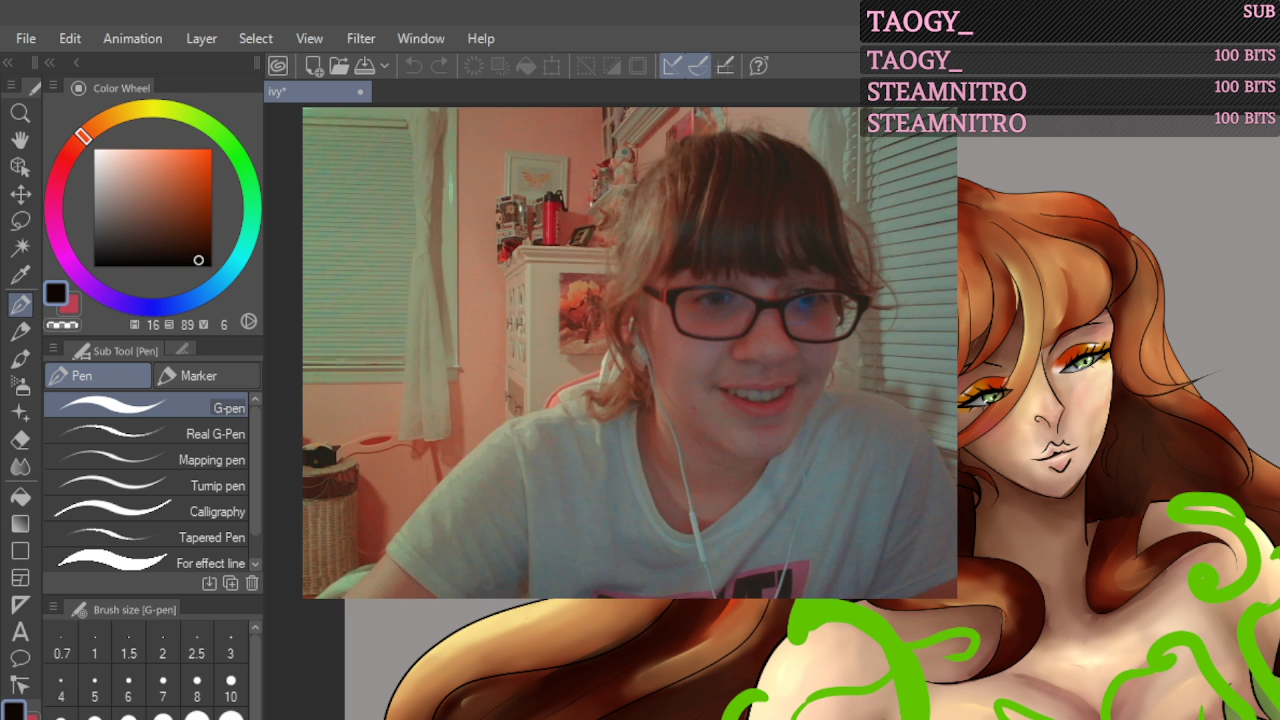 TAOGY_ SUB
File Edit Animation Layer Select View Filter Window Help
TAOGY_ 100 BITS
ivy*
STEAMNITRO 100 BITS
Color Wheel
STEAMNITRO 100 BITS
16 89 6
Sub Tool [Pen]
Pen Marker
G-pen
Real G-Pen
Mapping pen
Turnip pen
Calligraphy
Tapered Pen
For effect line
Brush size [G-pen]
0.7 1 1.5 2 2.5 3
4 5 6 7 8 10